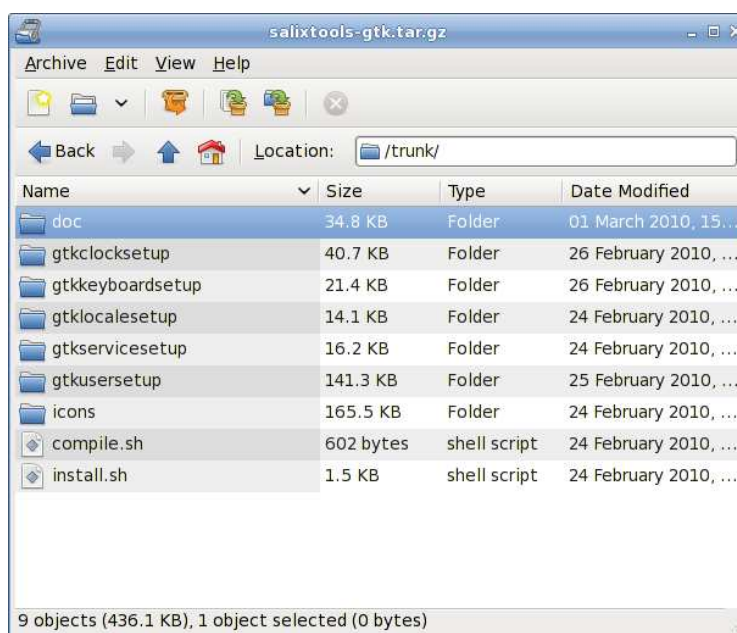 salixtools-gtk.tar.gz
Archive Edit View Help
Back Location: /trunk/
Name Size Type Date Modified
doc 34.8 KB Folder 01 March 2010, 15...
gtkclocksetup 40.7 KB Folder 26 February 2010, ...
gtkkeyboardsetup 21.4 KB Folder 26 February 2010, ...
gtklocalesetup 14.1 KB Folder 24 February 2010, ...
gtkservicesetup 16.2 KB Folder 24 February 2010, ...
gtkusersetup 141.3 KB Folder 25 February 2010, ...
icons 165.5 KB Folder 24 February 2010, ...
compile.sh 602 bytes shell script 24 February 2010, ...
install.sh 1.5 KB shell script 24 February 2010, ...
9 objects (436.1 KB), 1 object selected (0 bytes)